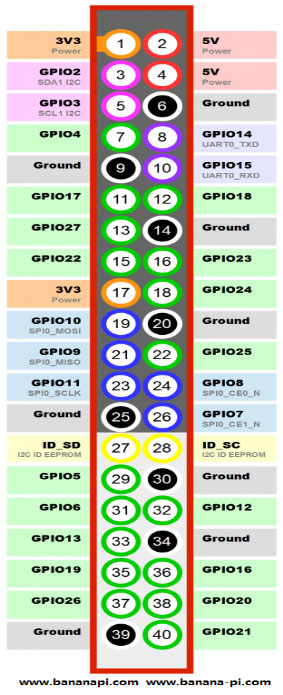 3V3 1 2 5V
Power Power
GPIO2 3 4 5V
SDA1 I2C Power
GPIO3 5 6 Ground
SCL1 I2C
GPIO4 7 8 GPIO14
UART0_TXD
Ground 9 10 GPIO15
UART0_RXD
GPIO17 11 12 GPIO18
GPIO27 13 14 Ground
GPIO22 15 16 GPIO23
3V3 17 18 GPIO24
Power
GPIO10 19 20 Ground
SPI0_MOSI
GPIO9 21 22 GPIO25
SPI0_MISO
GPIO11 23 24 GPIO8
SPI0_SCLK SPI0_CE0_N
Ground 25 26 GPIO7
SPI0_CE1_N
ID_SD 27 28 ID_SC
I2C ID EEPROM I2C ID EEPROM
GPIO5 29 30 Ground
GPIO6 31 32 GPIO12
GPIO13 33 34 Ground
GPIO19 35 36 GPIO16
GPIO26 37 38 GPIO20
Ground 39 40 GPIO21
www.bananapi.com www.banana-pi.com